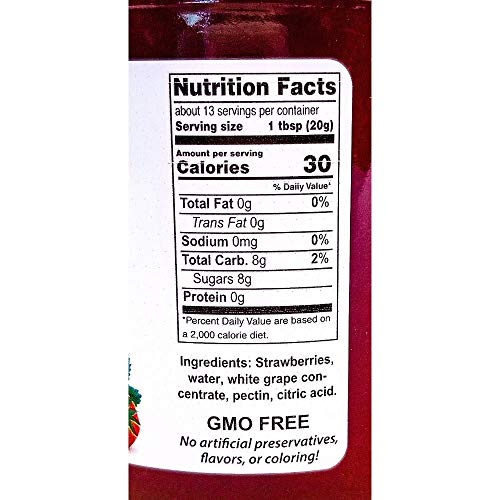 Nutrition Facts
about 13 servings per container
Serving size 1 tbsp (20g)
Amount per serving
Calories 30
% Daily Value*
Total Fat 0g 0%
Trans Fat 0g
Sodium 0mg 0%
Total Carb. 8g 2%
Sugars 8g
Protein 0g
*Percent Daily Value are based on
a 2,000 calorie diet.
Ingredients: Strawberries,
water, white grape con-
centrate, pectin, citric acid.
GMO FREE
No artificial preservatives,
flavors, or coloring!